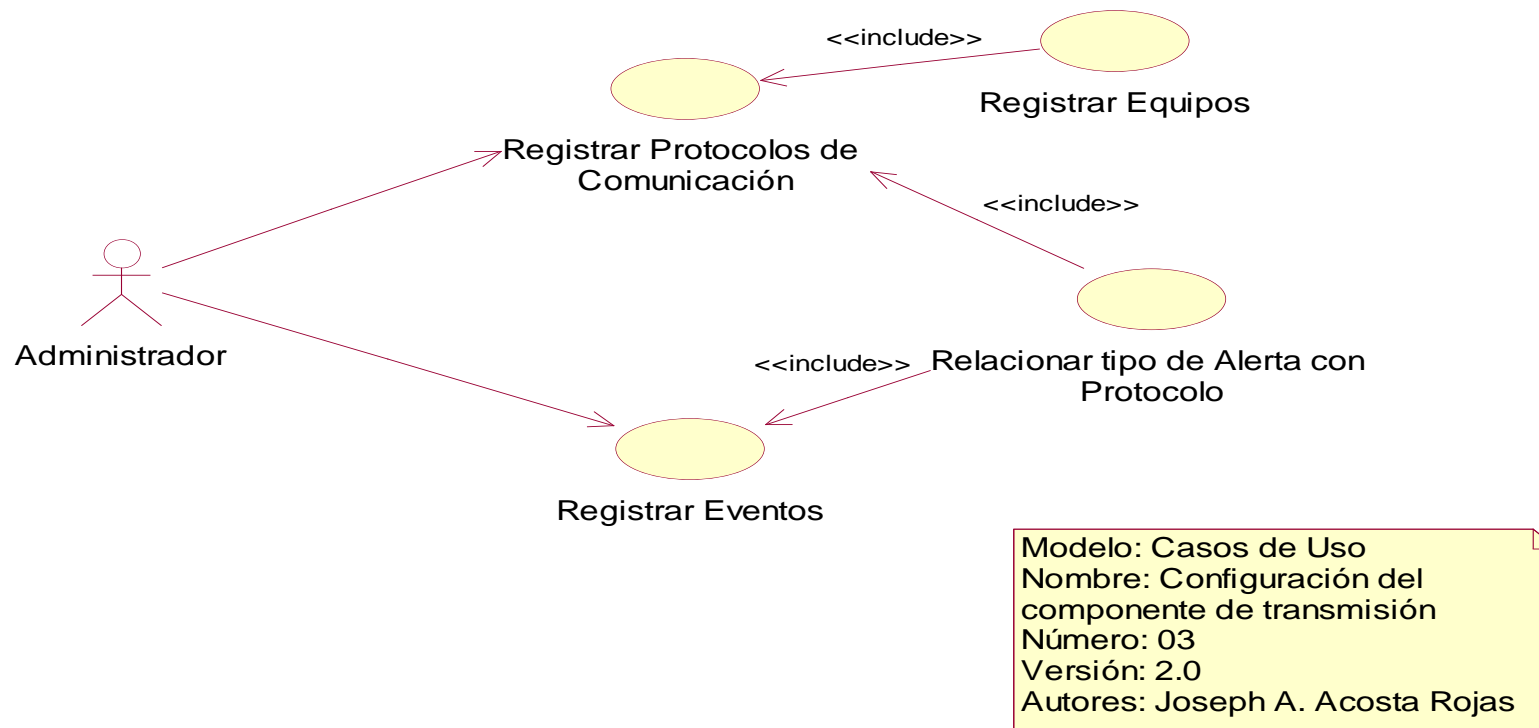 <<include>>
Registrar Equipos
Registrar Protocolos de
Comunicación
<<include>>
Administrador
<<include>>
Relacionar tipo de Alerta con
Protocolo
Registrar Eventos
Modelo: Casos de Uso
Nombre: Configuración del
componente de transmisión
Número: 03
Versión: 2.0
Autores: Joseph A. Acosta Rojas